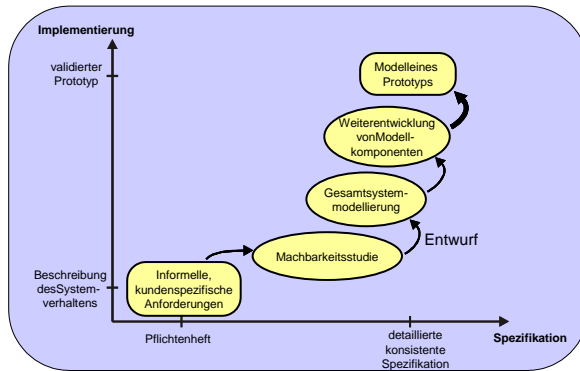 Implementierung
validierter
Prototyp
Modelleines
Prototyps
Weiterentwicklung
vonModell-
komponenten
Gesamtsystem-
modellierung
Entwurf
Machbarkeitsstudie
Beschreibung
desSystem-
verhaltens
Informelle,
kundenspezifische
Anforderungen
Pflichtenheft
detaillierte
konsistente
Spezifikation
Spezifikation